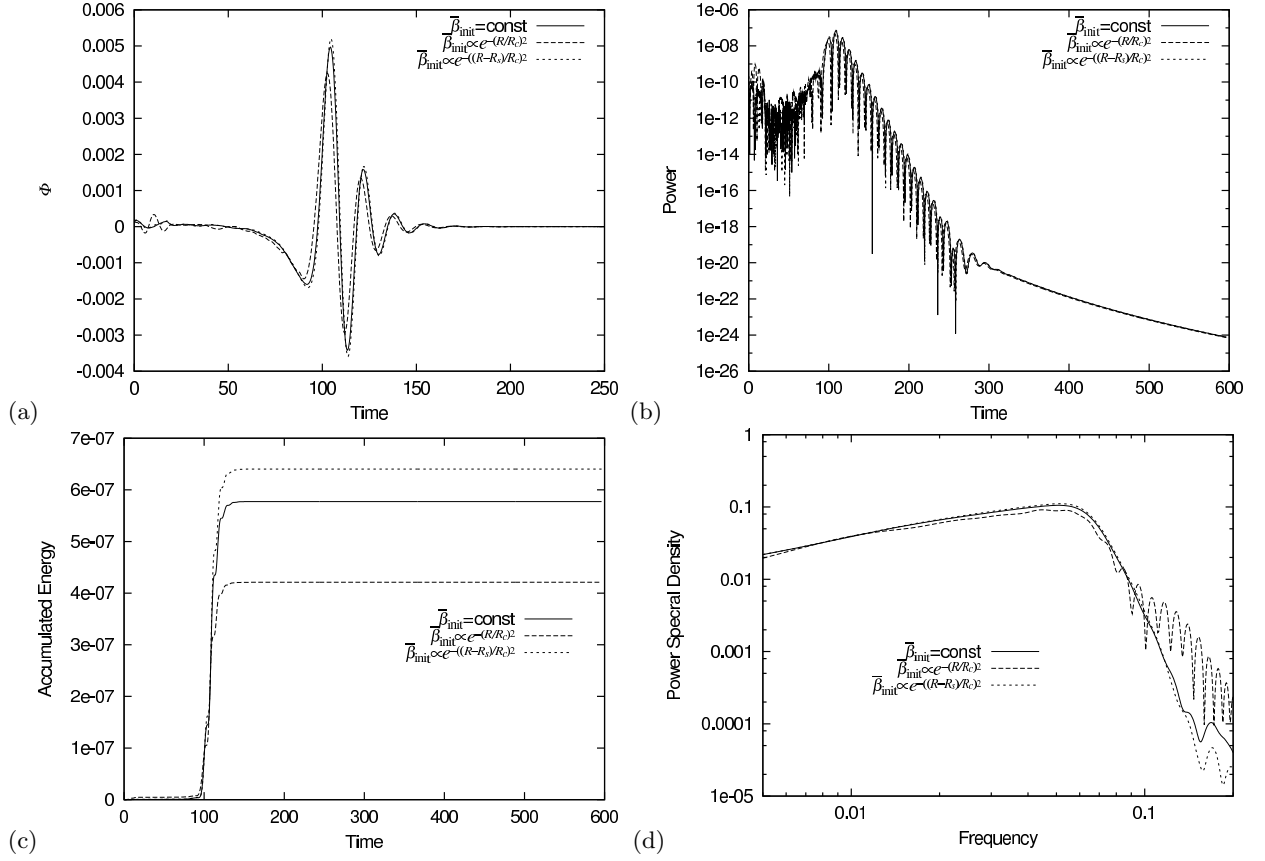 0.006
0.005
0.004
0.003
0.002
0.001
0
-0.001
-0.002
-0.003
-0.004
Φ
0 50 100 150 200 250
Time
β̅init=const
β̅init∝e–(R/Rc)2
β̅init∝e–((R–Rs)/Rc)2
(a)
1e-06
1e-08
1e-10
1e-12
1e-14
1e-16
1e-18
1e-20
1e-22
1e-24
1e-26
Power
0 100 200 300 400 500 600
Time
β̅init=const
β̅init∝e–(R/Rc)2
β̅init∝e–((R–Rs)/Rc)2
(b)
7e-07
6e-07
5e-07
4e-07
3e-07
2e-07
1e-07
0
Accumulated Energy
0 100 200 300 400 500 600
Time
β̅init=const
β̅init∝e–(R/Rc)2
β̅init∝e–((R–Rs)/Rc)2
(c)
1
0.1
0.01
0.001
0.0001
1e-05
Power Specral Density
0.01 0.1
Frequency
β̅init=const
β̅init∝e–(R/Rc)2
β̅init∝e–((R–Rs)/Rc)2
(d)